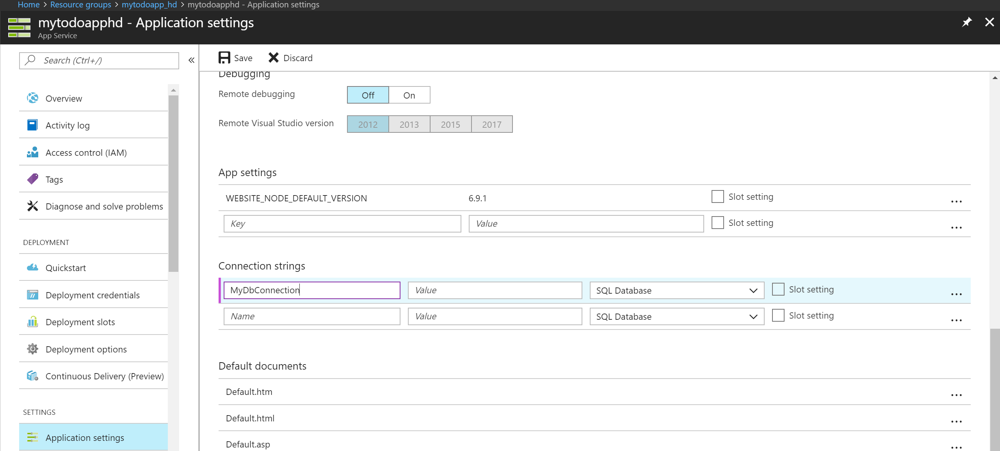 Home > Resource groups > mytodoapp_hd > mytodoapphd - Application settings
mytodoapphd - Application settings
App Service
Search (Ctrl+/)
«
Overview
Activity log
Access control (IAM)
Tags
Diagnose and solve problems
DEPLOYMENT
Quickstart
Deployment credentials
Deployment slots
Deployment options
Continuous Delivery (Preview)
SETTINGS
Application settings
Save Discard
Debugging
Remote debugging Off On
Remote Visual Studio version 2012 2013 2015 2017
App settings
WEBSITE_NODE_DEFAULT_VERSION 6.9.1 Slot setting ...
Key Value Slot setting ...
Connection strings
MyDbConnection Value SQL Database Slot setting ...
Name Value SQL Database Slot setting ...
Default documents
Default.htm ...
Default.html ...
Default.asp ...